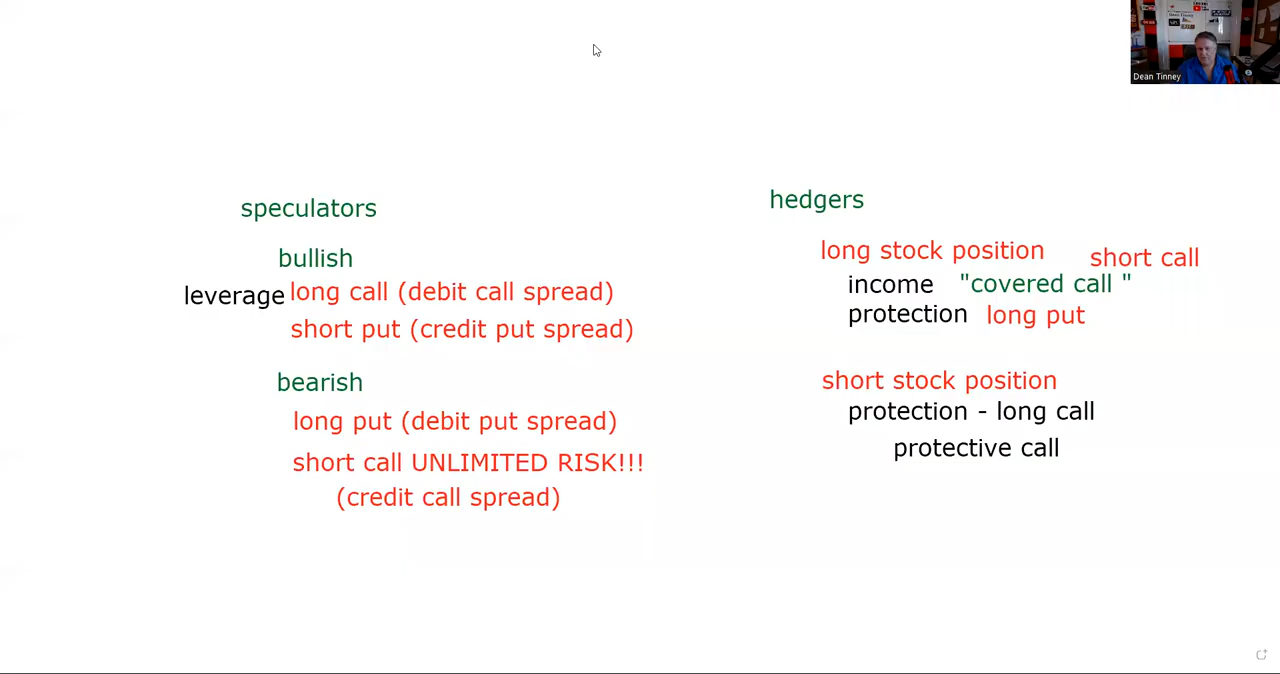 Dean Tinney
speculators
bullish
leverage long call (debit call spread)
short put (credit put spread)
bearish
long put (debit put spread)
short call UNLIMITED RISK!!!
(credit call spread)
hedgers
long stock position short call
income "covered call "
protection long put
short stock position
protection - long call
protective call